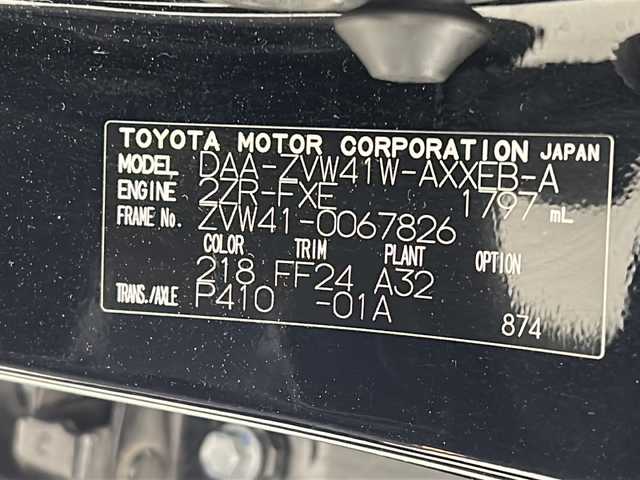 TOYOTA MOTOR CORPORATION JAPAN
MODEL DAA-ZVW41W-AXXEB-A
ENGINE 2ZR-FXE 1797 mL
FRAME No. ZVW41-0067826
COLOR TRIM PLANT OPTION
218 FF24 A32
TRANS./AXLE P410 -01A
874